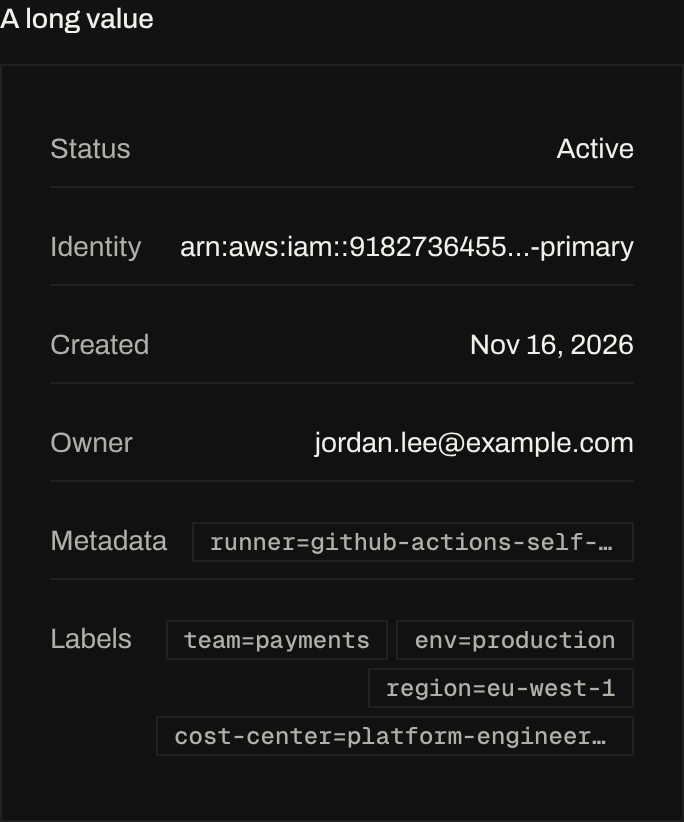 A long value
Status Active
Identity arn:aws:iam::9182736455...-primary
Created Nov 16, 2026
Owner jordan.lee@example.com
Metadata runner=github-actions-self-…
Labels team=payments env=production
region=eu-west-1
cost-center=platform-engineer…